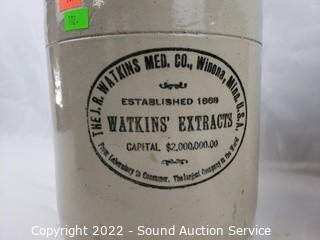 THE J. R. WATKINS MED. CO., Winona, Minn. U.S.A.
ESTABLISHED 1868
WATKINS' EXTRACTS
CAPITAL $2,000,000.00
From Laboratory to Consumer. The largest Company in the World
Copyright 2022 - Sound Auction Service